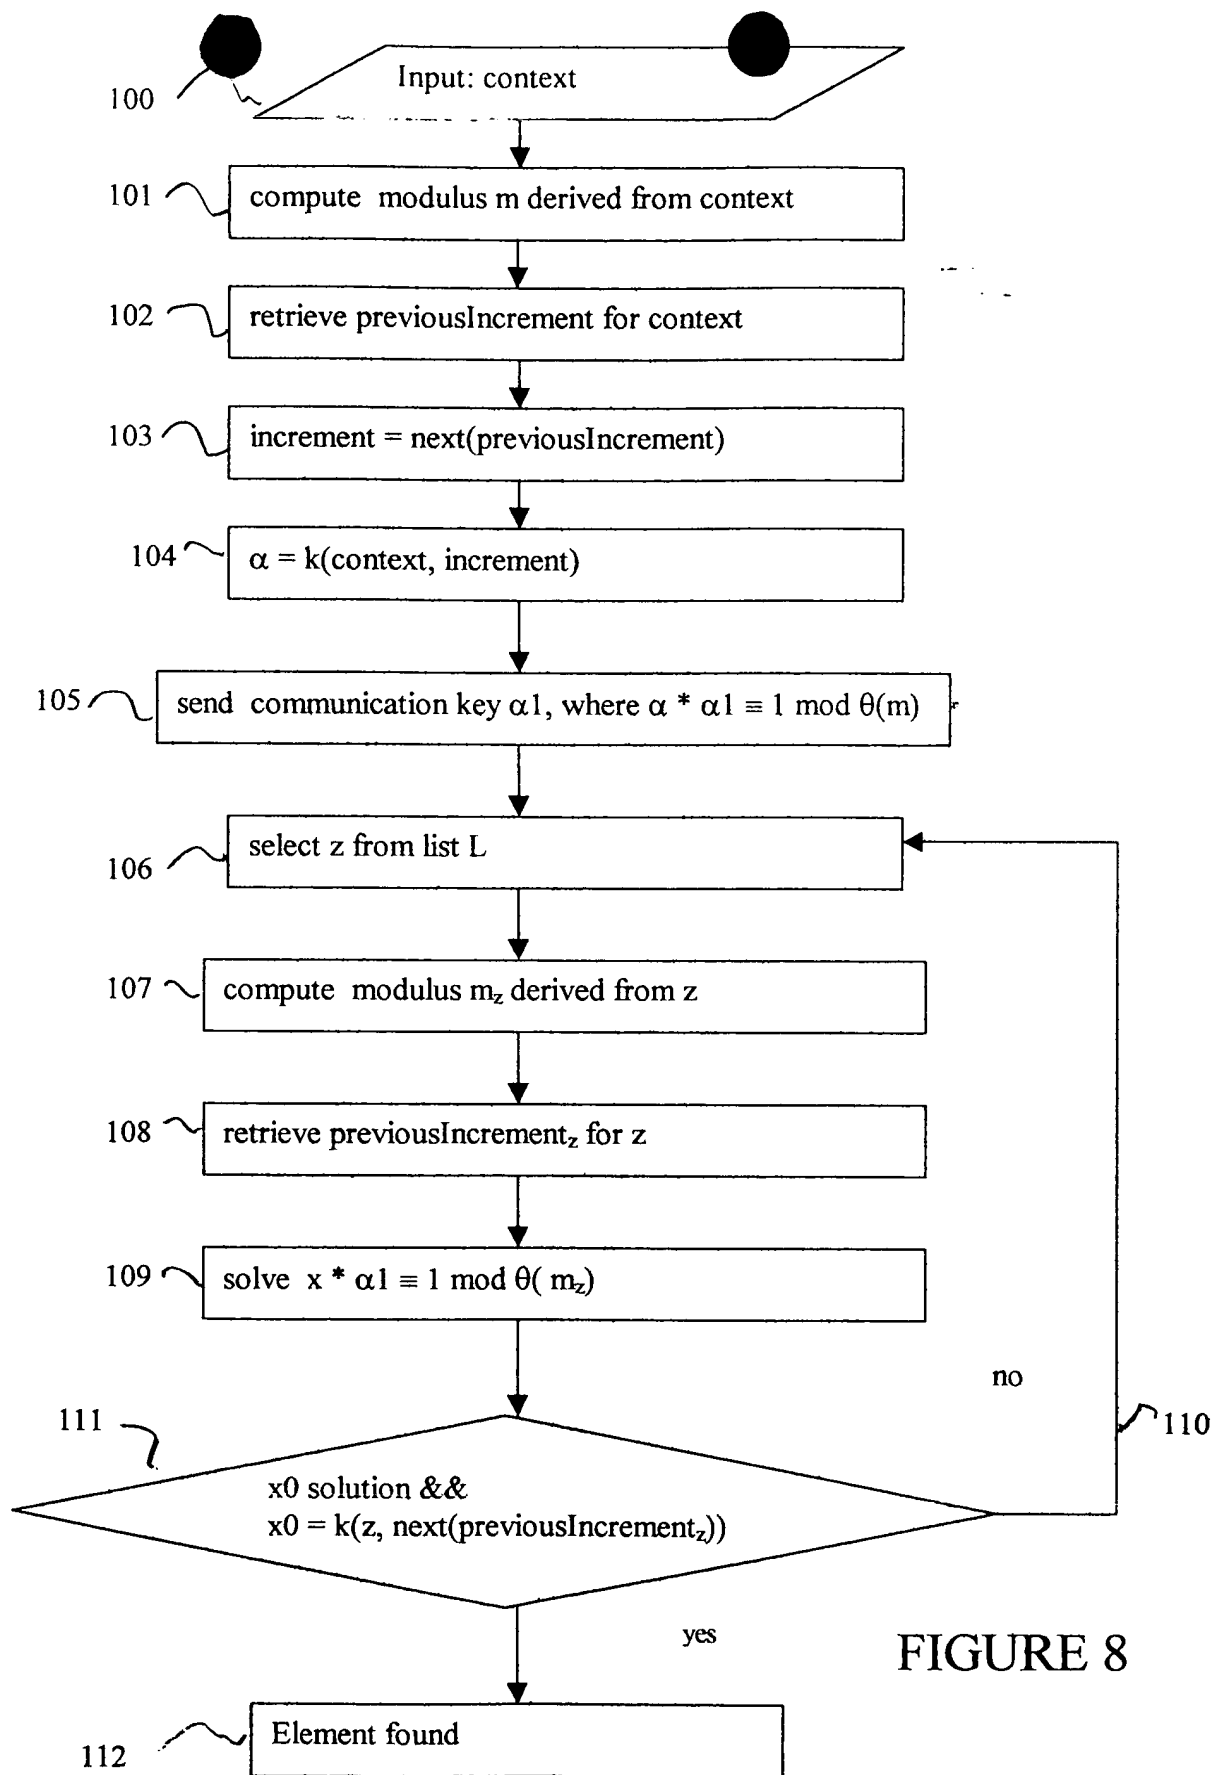 100
Input: context
101
compute modulus m derived from context
102
retrieve previousIncrement for context
103
increment = next(previousIncrement)
104
α = k(context, increment)
105
send communication key α1, where α * α1 ≡ 1 mod θ(m)
106
select z from list L
107
compute modulus m_z derived from z
108
retrieve previousIncrement_z for z
109
solve x * α1 ≡ 1 mod θ( m_z)
no
110
111
x0 solution &&
x0 = k(z, next(previousIncrement_z))
yes
FIGURE 8
112
Element found